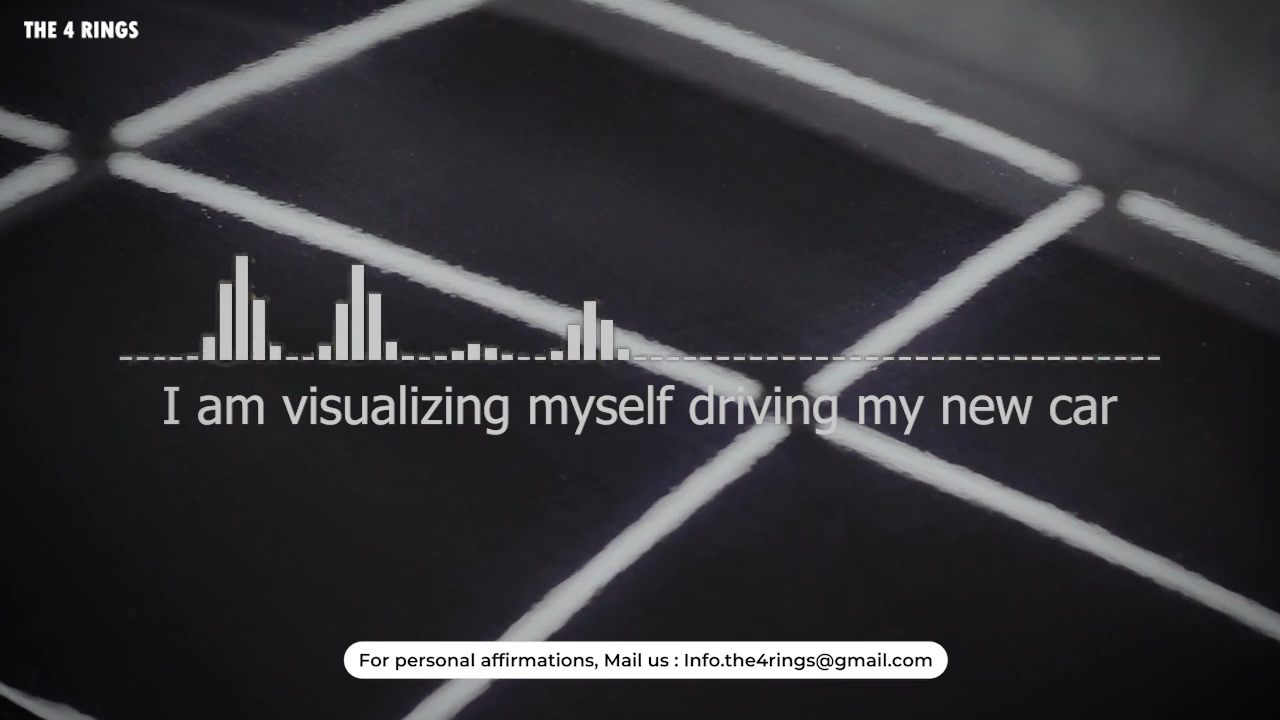 THE 4 RINGS
I am visualizing myself driving my new car
For personal affirmations, Mail us : Info.the4rings@gmail.com